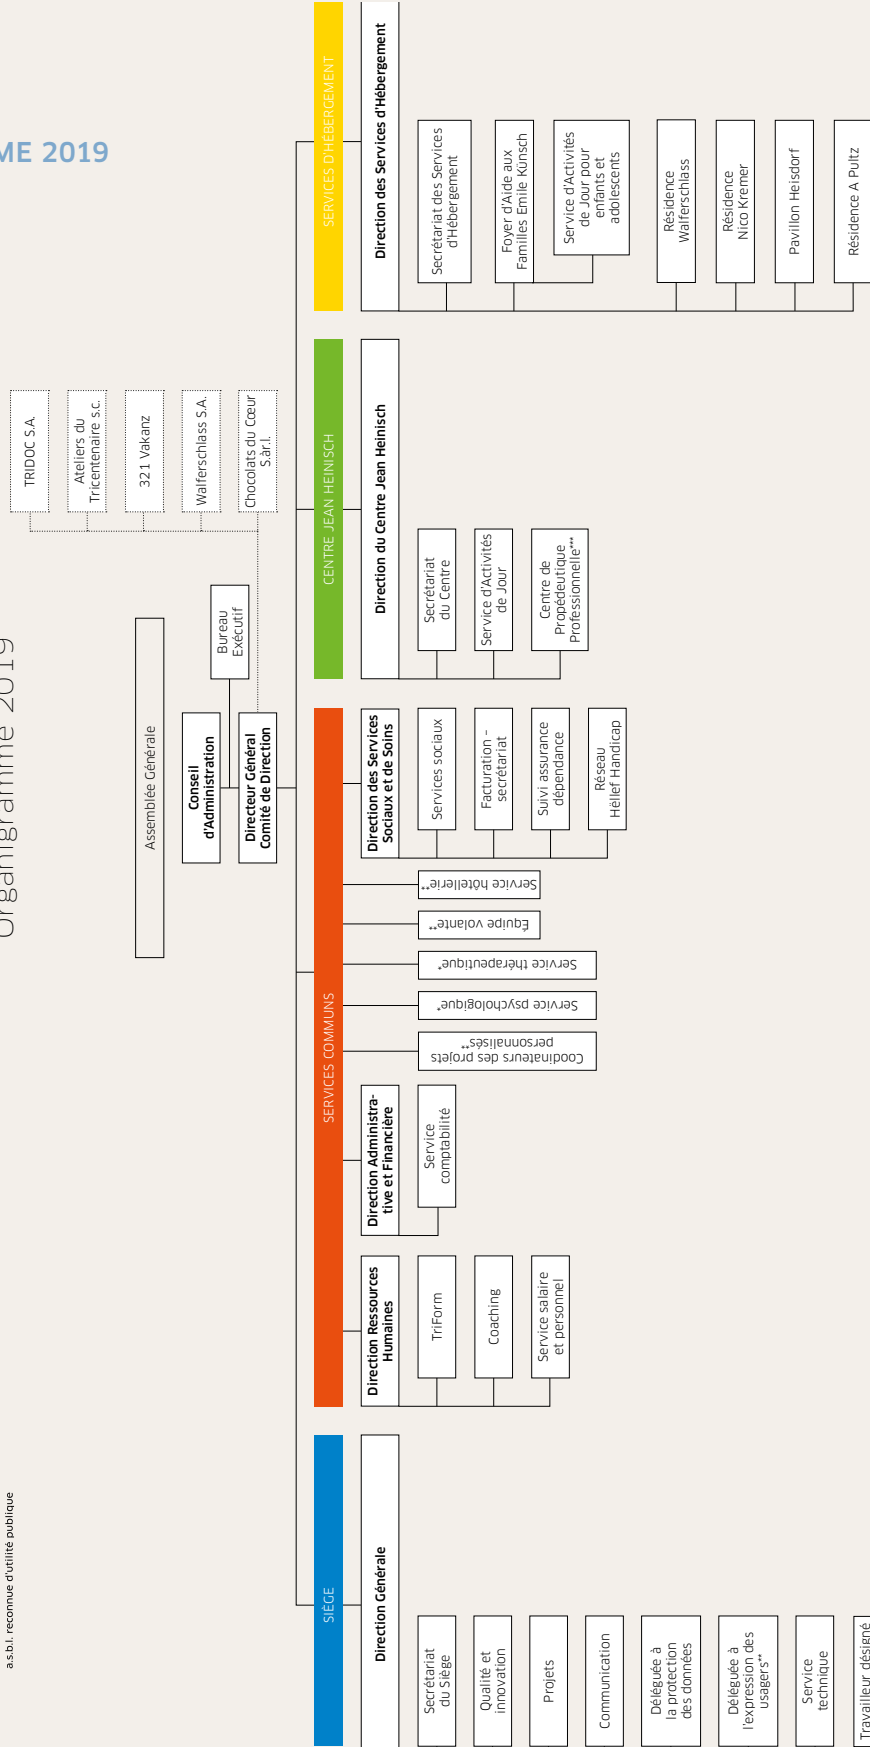 ME 2019
Organigramme 2019
a.s.b.l. reconnue d'utilité publique
TRIDOC S.A.
Ateliers du
Tricentenaire s.c.
321 Vakanz
Walferschlass S.A.
Chocolats du Cœur
S.àr.l.
Assemblée Générale
Conseil
d'Administration
Bureau
Exécutif
Directeur Général
Comité de Direction
SIÈGE
Direction Générale
Secrétariat
du Siège
Qualité et
innovation
Projets
Communication
Déléguée à
la protection
des données
Déléguée à
l'expression des
usagers**
Service
technique
Travailleur désigné
SERVICES COMMUNS
Direction Ressources
Humaines
TriForm
Coaching
Service salaire
et personnel
Direction Administra-
tive et Financière
Service
comptabilité
Coodinateurs des projets
personnalisés**
Service psychologique*
Service thérapeutique*
Équipe volante**
Service hôtellerie**
Direction des Services
Sociaux et de Soins
Services sociaux
Facturation –
secrétariat
Suivi assurance
dépendance
Réseau
Hëllef Handicap
CENTRE JEAN HEINISCH
Direction du Centre Jean Heinisch
Secrétariat
du Centre
Service d'Activités
de Jour
Centre de
Propédeutique
Professionnelle***
SERVICES D'HÉBERGEMENT
Direction des Services d'Hébergement
Secrétariat des Services
d'Hébergement
Foyer d'Aide aux
Familles Emile Künsch
Service d'Activités
de Jour pour
enfants et
adolescents
Résidence
Walferschlass
Résidence
Nico Kremer
Pavillon Heisdorf
Résidence A Pultz